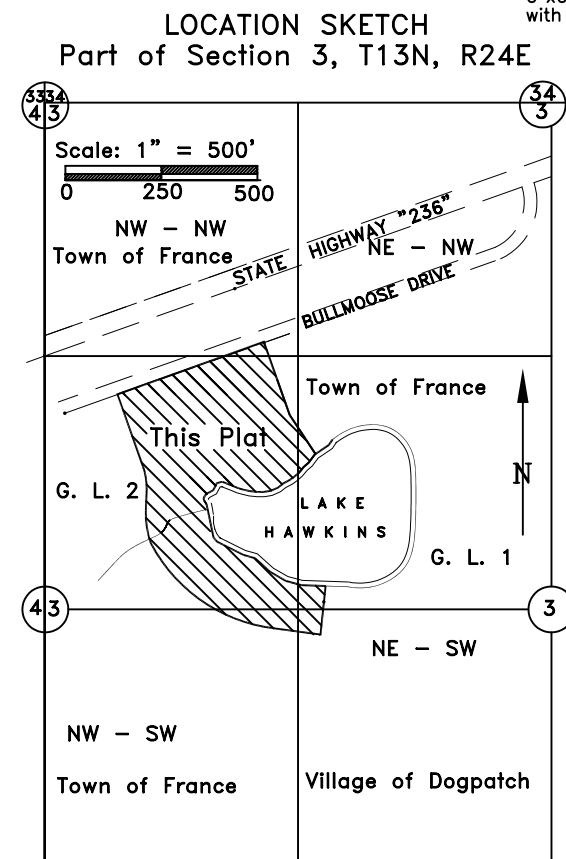 with
LOCATION SKETCH
Part of Section 3, T13N, R24E
33 34
4 3
34
3
Scale: 1" = 500'
0 250 500
NW - NW
Town of France
STATE HIGHWAY "236"
NE - NW
BULLMOOSE DRIVE
Town of France
This Plat
N
G. L. 2
LAKE
HAWKINS
G. L. 1
4 3
3
NE - SW
NW - SW
Town of France
Village of Dogpatch